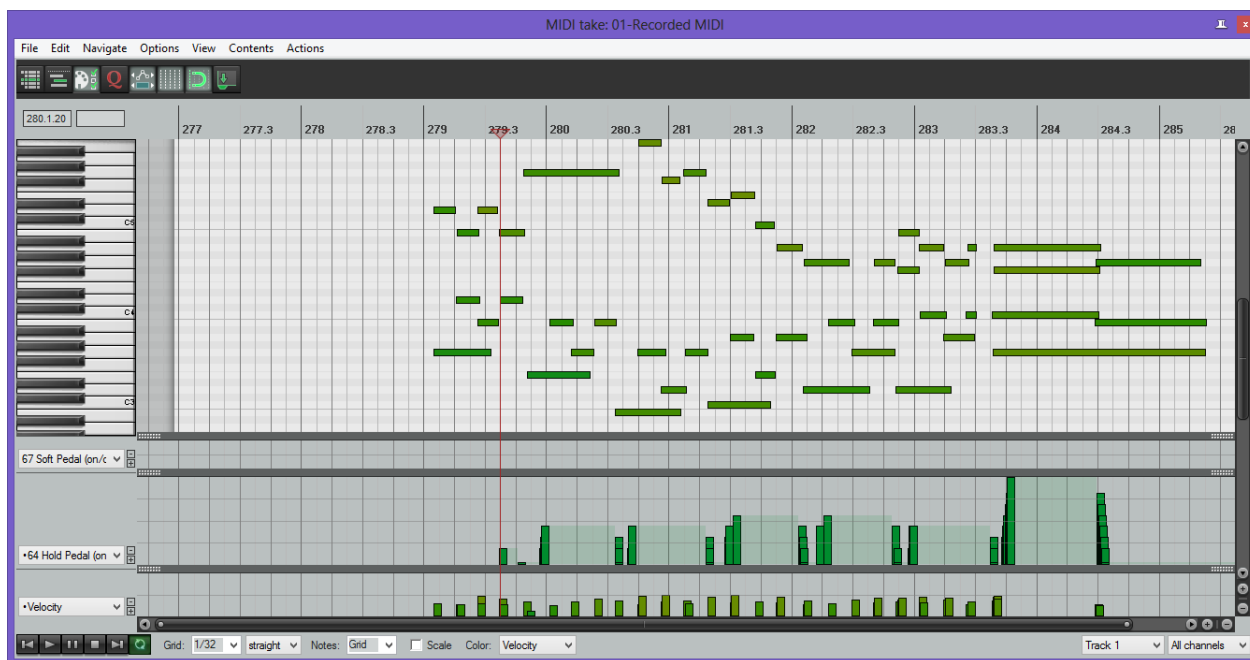 MIDI take: 01-Recorded MIDI
File Edit Navigate Options View Contents Actions
Q
280.1.20
277 277.3 278 278.3 279 279.3 280 280.3 281 281.3 282 282.3 283 283.3 284 284.3 285 28
C5
C4
C3
67 Soft Pedal (on/c
•64 Hold Pedal (on
•Velocity
Grid: 1/32 straight Notes: Grid Scale Color: Velocity Track 1 All channels